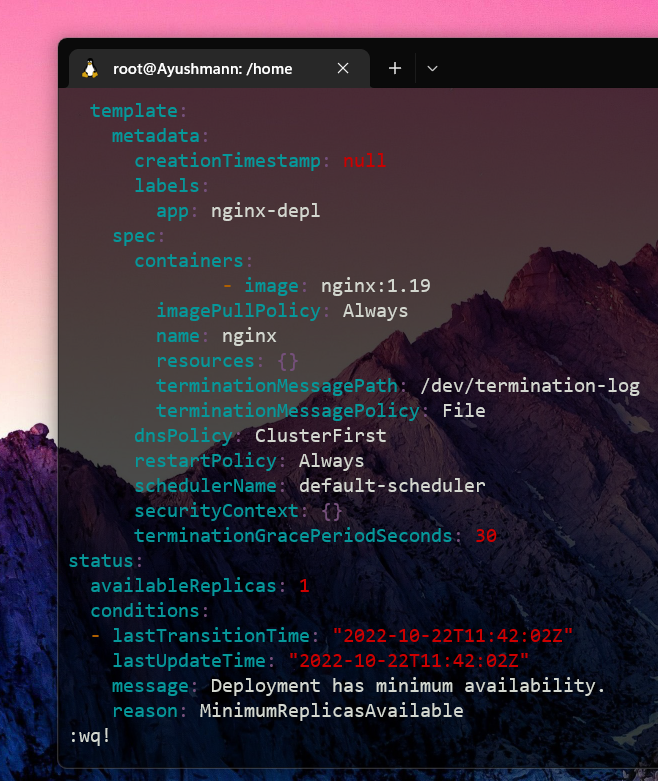 root@Ayushmann: /home
template:
metadata:
creationTimestamp: null
labels:
app: nginx-depl
spec:
containers:
- image: nginx:1.19
imagePullPolicy: Always
name: nginx
resources: {}
terminationMessagePath: /dev/termination-log
terminationMessagePolicy: File
dnsPolicy: ClusterFirst
restartPolicy: Always
schedulerName: default-scheduler
securityContext: {}
terminationGracePeriodSeconds: 30
status:
availableReplicas: 1
conditions:
- lastTransitionTime: "2022-10-22T11:42:02Z"
lastUpdateTime: "2022-10-22T11:42:02Z"
message: Deployment has minimum availability.
reason: MinimumReplicasAvailable
:wq!